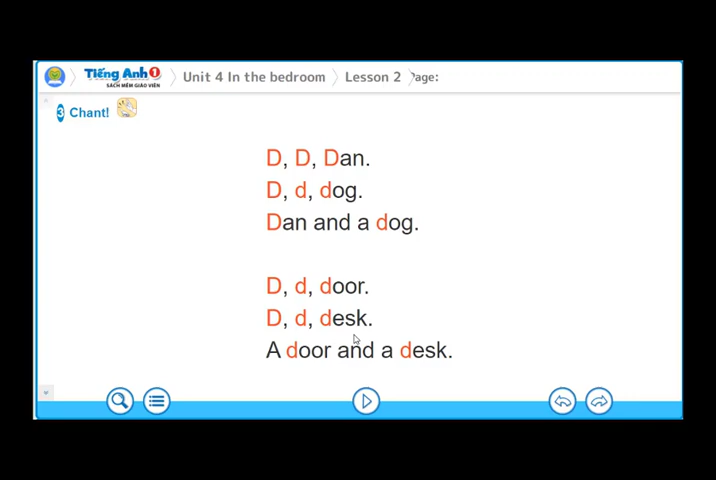 Tiếng Anh 1
SÁCH MỀM GIÁO VIÊN
Unit 4 In the bedroom
Lesson 2
Page:
3 Chant!
D, D, Dan.
D, d, dog.
Dan and a dog.
D, d, door.
D, d, desk.
A door and a desk.